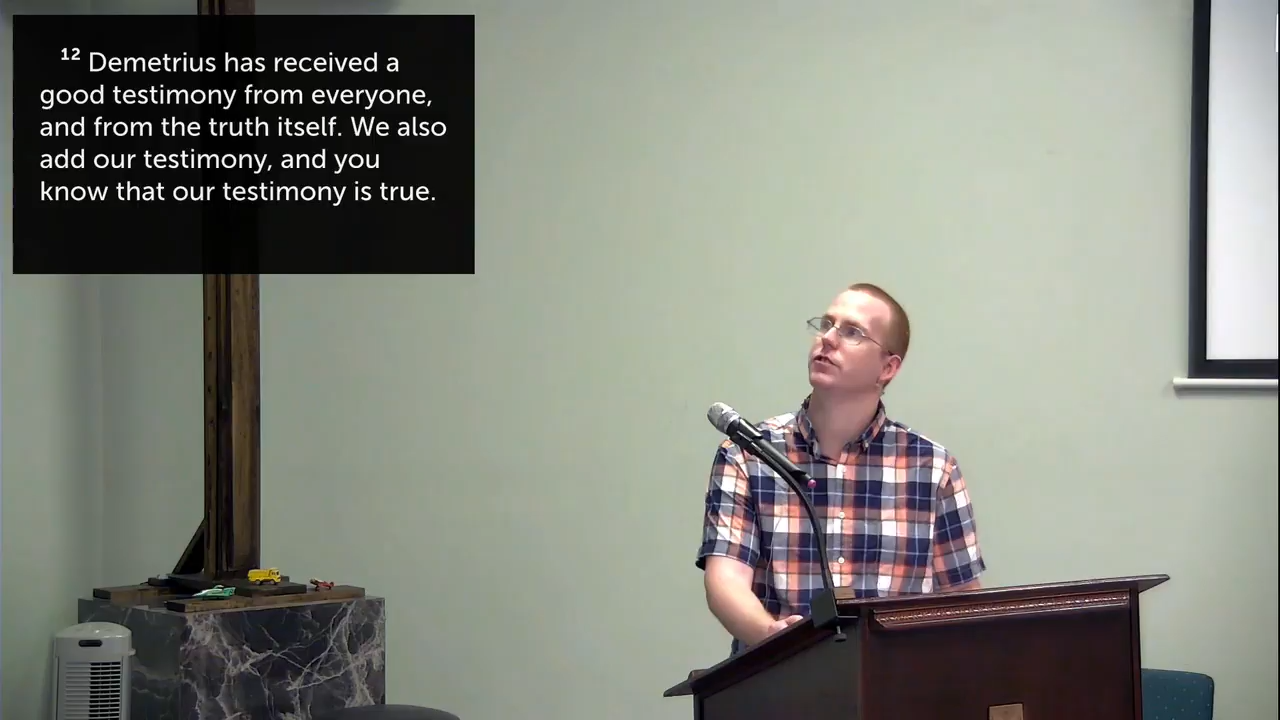 ¹² Demetrius has received a
good testimony from everyone,
and from the truth itself. We also
add our testimony, and you
know that our testimony is true.